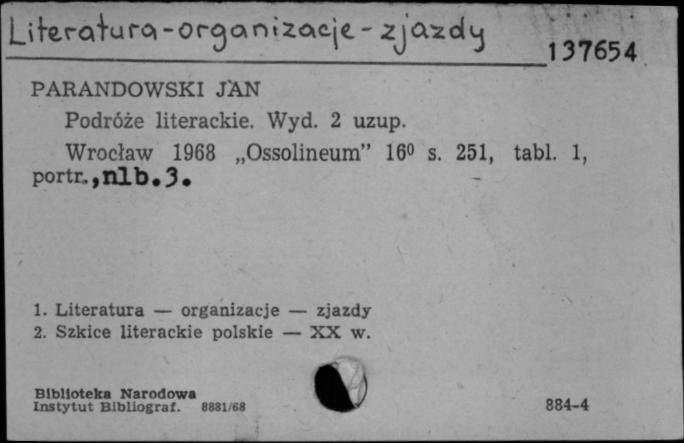 Literatura-organizacje-zjazdy
137654
PARANDOWSKI JAN
Podróże literackie. Wyd. 2 uzup.
Wrocław 1968 „Ossolineum” 16⁰ s. 251, tabl. 1,
portr.,nlb.3.
1. Literatura — organizacje — zjazdy
2. Szkice literackie polskie — XX w.
Biblioteka Narodowa
Instytut Bibliograf. 8881/68
884-4